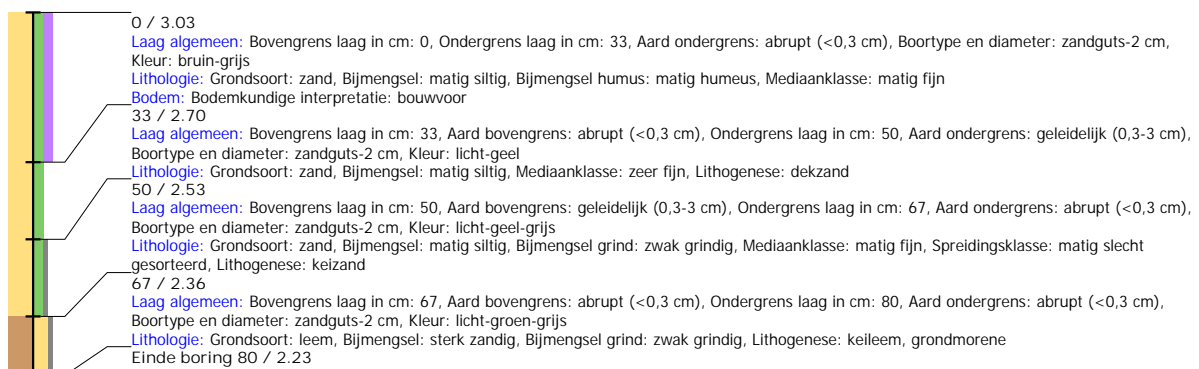 0 / 3.03
Laag algemeen: Bovengrens laag in cm: 0, Ondergrens laag in cm: 33, Aard ondergrens: abrupt (<0,3 cm), Boortype en diameter: zandguts-2 cm,
Kleur: bruin-grijs
Lithologie: Grondsoort: zand, Bijmengsel: matig siltig, Bijmengsel humus: matig humeus, Mediaanklasse: matig fijn
Bodem: Bodemkundige interpretatie: bouwvoor
33 / 2.70
Laag algemeen: Bovengrens laag in cm: 33, Aard bovengrens: abrupt (<0,3 cm), Ondergrens laag in cm: 50, Aard ondergrens: geleidelijk (0,3-3 cm),
Boortype en diameter: zandguts-2 cm, Kleur: licht-geel
Lithologie: Grondsoort: zand, Bijmengsel: matig siltig, Mediaanklasse: zeer fijn, Lithogenese: dekzand
50 / 2.53
Laag algemeen: Bovengrens laag in cm: 50, Aard bovengrens: geleidelijk (0,3-3 cm), Ondergrens laag in cm: 67, Aard ondergrens: abrupt (<0,3 cm),
Boortype en diameter: zandguts-2 cm, Kleur: licht-geel-grijs
Lithologie: Grondsoort: zand, Bijmengsel: matig siltig, Bijmengsel grind: zwak grindig, Mediaanklasse: matig fijn, Spreidingsklasse: matig slecht
gesorteerd, Lithogenese: keizand
67 / 2.36
Laag algemeen: Bovengrens laag in cm: 67, Aard bovengrens: abrupt (<0,3 cm), Ondergrens laag in cm: 80, Aard ondergrens: abrupt (<0,3 cm),
Boortype en diameter: zandguts-2 cm, Kleur: licht-groen-grijs
Lithologie: Grondsoort: leem, Bijmengsel: sterk zandig, Bijmengsel grind: zwak grindig, Lithogenese: keileem, grondmorene
Einde boring 80 / 2.23